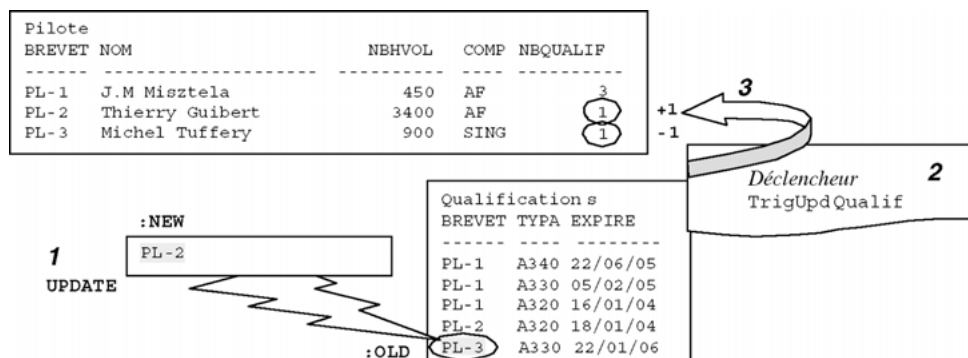 Pilote
BREVET NOM NBHVOL COMP NBQUALIF
------ -------------------- ---------- ---- ----------
PL-1 J.M Misztela 450 AF 3
PL-2 Thierry Guibert 3400 AF 1 +1
PL-3 Michel Tuffery 900 SING 1 -1
3
Déclencheur 2
TrigUpdQualif
Qualifications
BREVET TYPA EXPIRE
------ ---- --------
PL-1 A340 22/06/05
PL-1 A330 05/02/05
PL-1 A320 16/01/04
PL-2 A320 18/01/04
PL-3 A330 22/01/06
:NEW
PL-2
1
UPDATE
:OLD